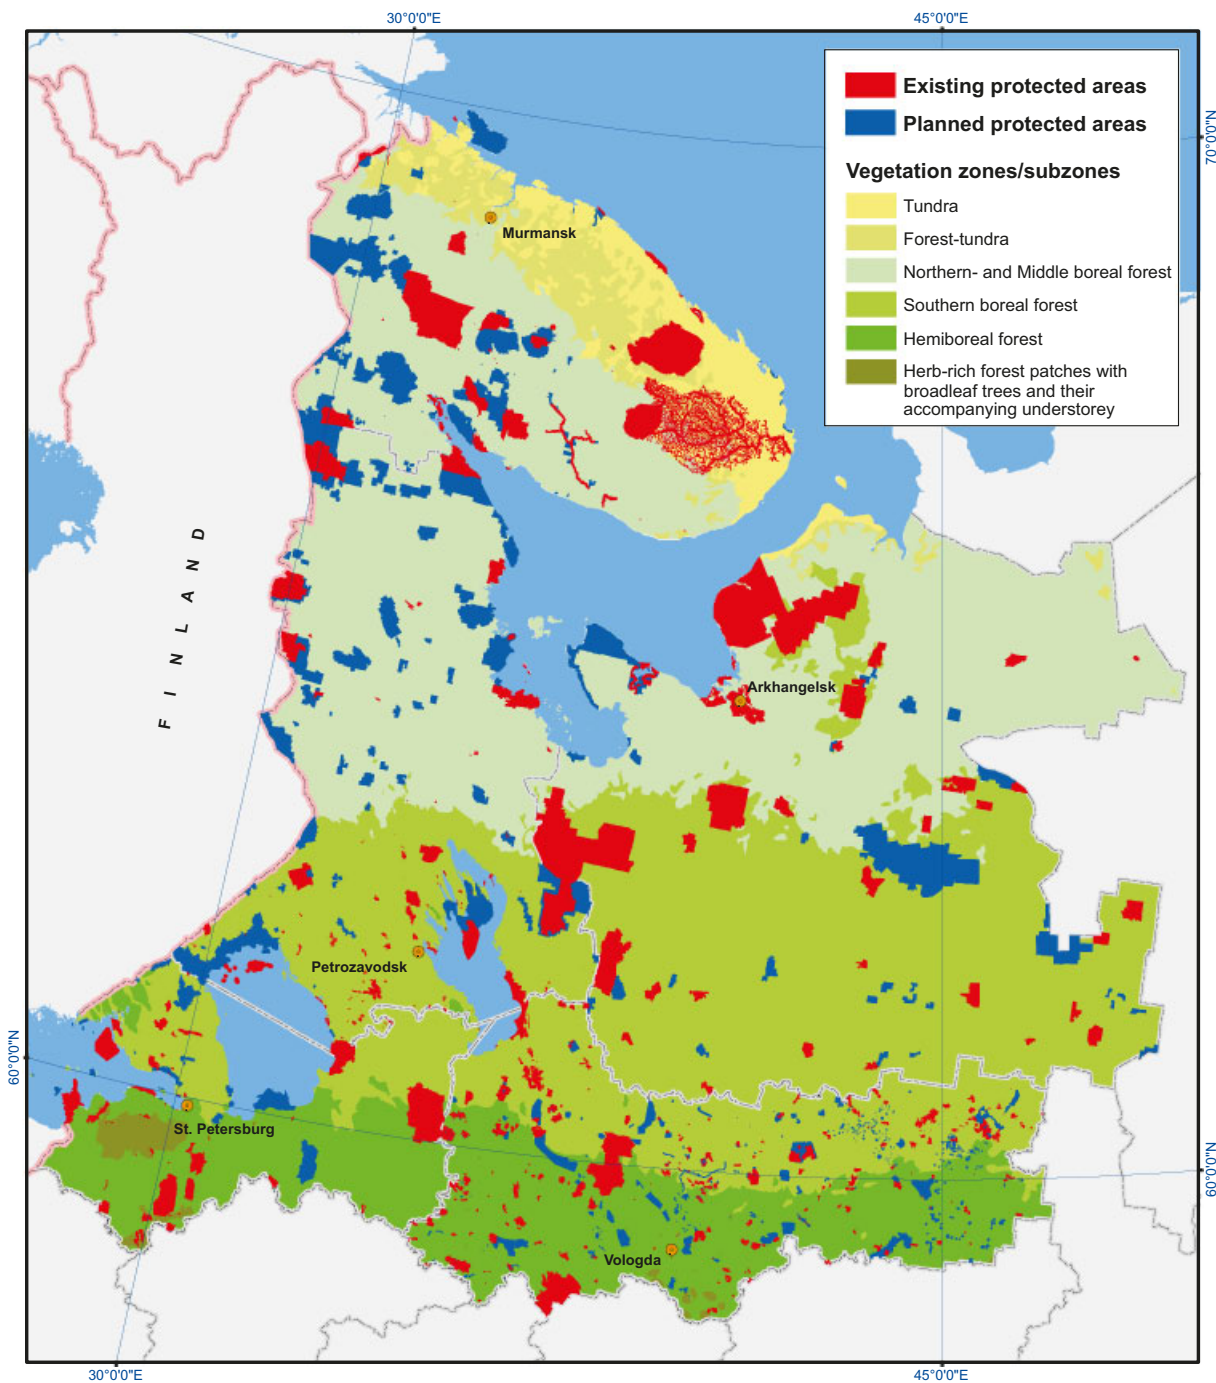 30°0'0"E
45°0'0"E
Existing protected areas
Planned protected areas
Vegetation zones/subzones
Tundra
Forest-tundra
Northern- and Middle boreal forest
Southern boreal forest
Hemiboreal forest
Herb-rich forest patches with
broadleaf trees and their
accompanying understorey
70°0'0"N
Murmansk
FINLAND
Arkhangelsk
Petrozavodsk
60°0'0"N
St. Petersburg
60°0'0"N
Vologda
30°0'0"E
45°0'0"E